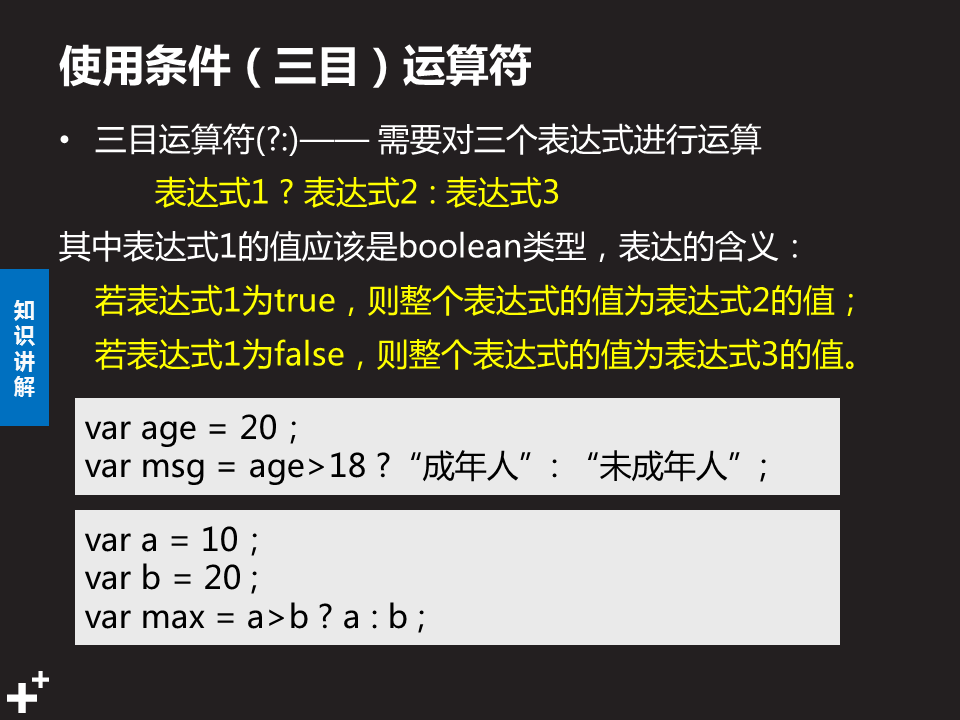 使用条件（三目）运算符
• 三目运算符(?:)—— 需要对三个表达式进行运算
表达式1 ? 表达式2 : 表达式3
其中表达式1的值应该是boolean类型，表达的含义：
若表达式1为true，则整个表达式的值为表达式2的值；
若表达式1为false，则整个表达式的值为表达式3的值。
知识讲解
var age = 20 ;
var msg = age>18 ? “成年人” : “未成年人” ;
var a = 10 ;
var b = 20 ;
var max = a>b ? a : b ;